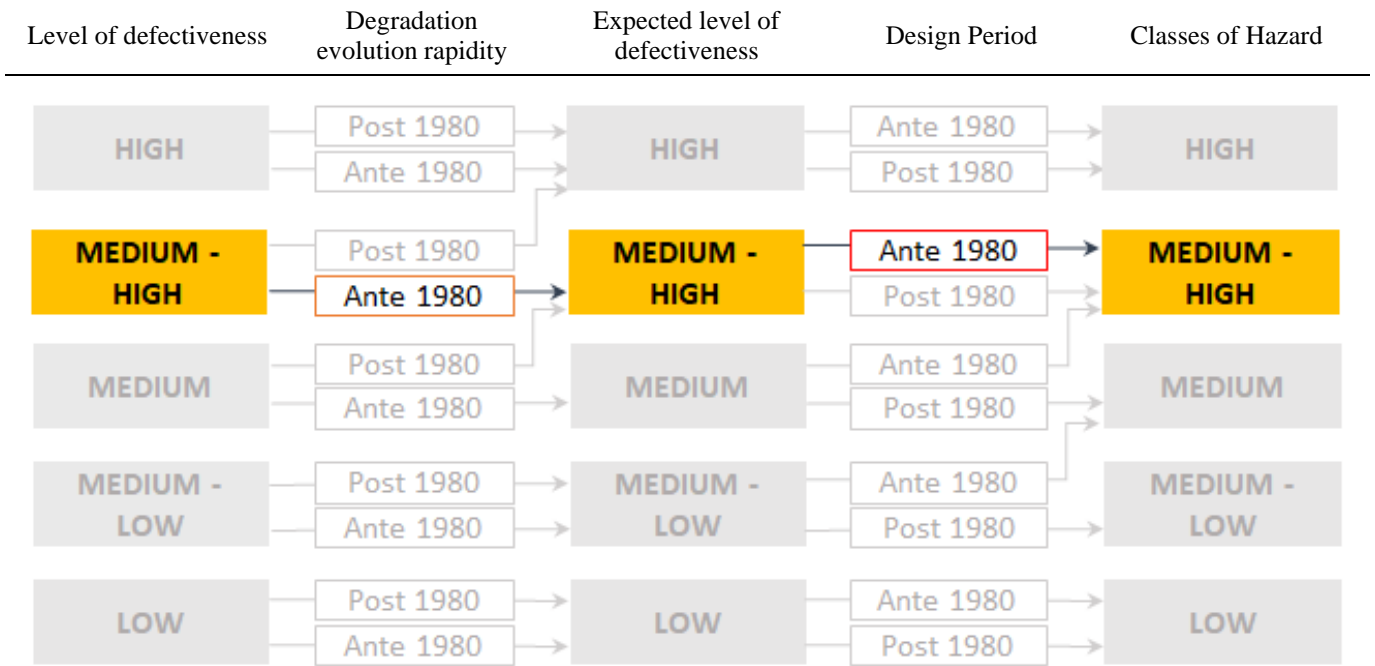 Level of defectiveness
Degradation
evolution rapidity
Expected level of
defectiveness
Design Period
Classes of Hazard
HIGH
Post 1980
Ante 1980
HIGH
Ante 1980
Post 1980
HIGH
MEDIUM -
HIGH
Post 1980
Ante 1980
MEDIUM -
HIGH
Ante 1980
Post 1980
MEDIUM -
HIGH
MEDIUM
Post 1980
Ante 1980
MEDIUM
Ante 1980
Post 1980
MEDIUM
MEDIUM -
LOW
Post 1980
Ante 1980
MEDIUM -
LOW
Ante 1980
Post 1980
MEDIUM -
LOW
LOW
Post 1980
Ante 1980
LOW
Ante 1980
Post 1980
LOW